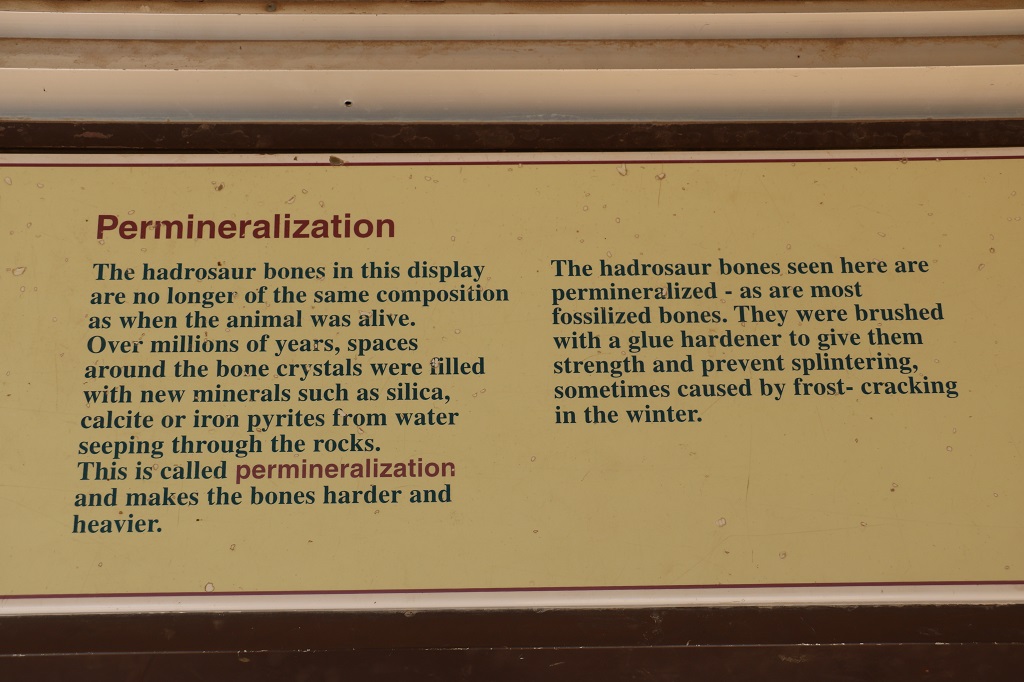 Permineralization
The hadrosaur bones in this display
are no longer of the same composition
as when the animal was alive.
Over millions of years, spaces
around the bone crystals were filled
with new minerals such as silica,
calcite or iron pyrites from water
seeping through the rocks.
This is called permineralization
and makes the bones harder and
heavier.
The hadrosaur bones seen here are
permineralized - as are most
fossilized bones. They were brushed
with a glue hardener to give them
strength and prevent splintering,
sometimes caused by frost- cracking
in the winter.